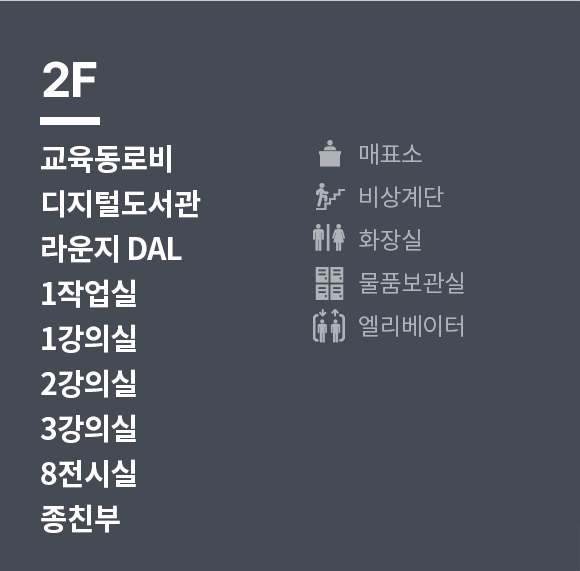 2F
교육동로비
디지털도서관
라운지 DAL
1작업실
1강의실
2강의실
3강의실
8전시실
종친부
매표소
비상계단
화장실
물품보관실
엘리베이터